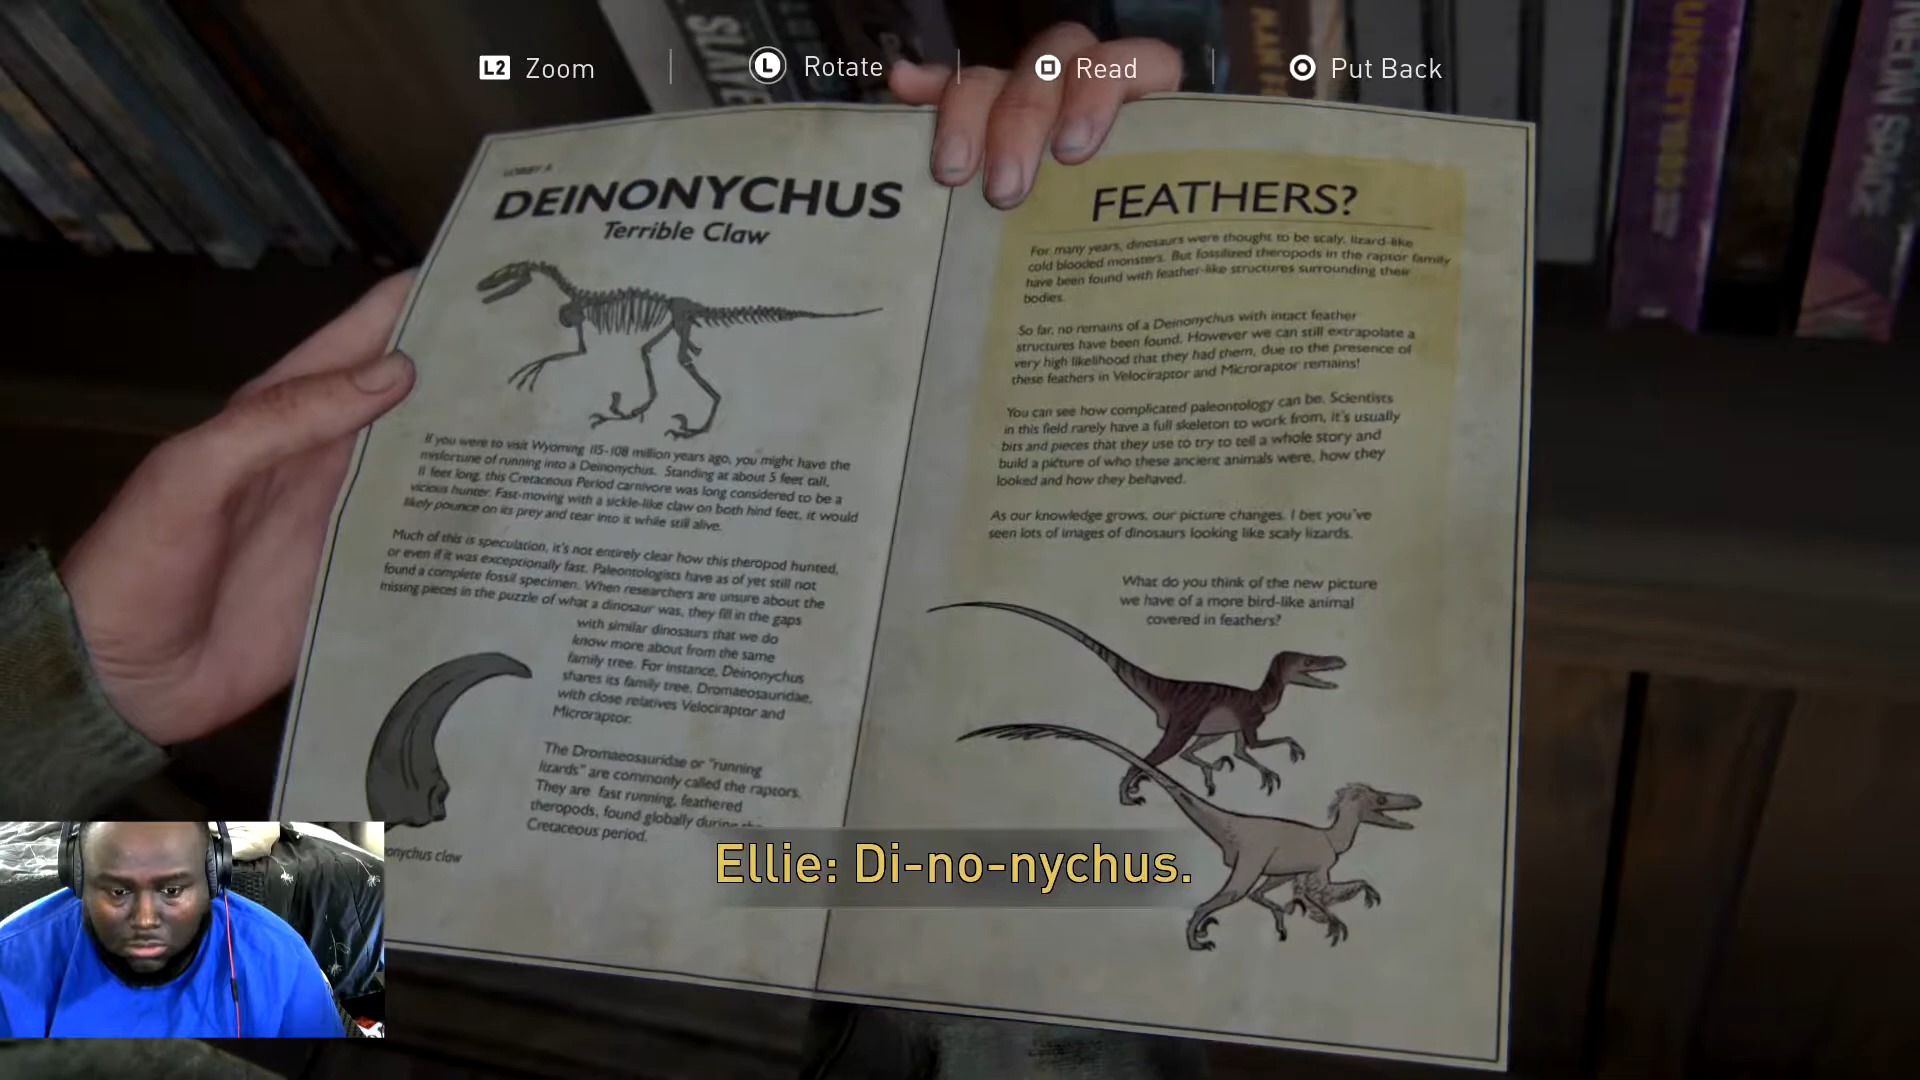 L2 Zoom
L Rotate
Read
Put Back
SLAVE
UNSET
NEON SPACE
LOBBY A
DEINONYCHUS
Terrible Claw
If you were to visit Wyoming 115-108 million years ago, you might have the
misfortune of running into a Deinonychus. Standing at about 5 feet tall,
11 feet long, this Cretaceous Period carnivore was long considered to be a
vicious hunter. Fast-moving with a sickle-like claw on both hind feet, it would
likely pounce on its prey and tear into it while still alive.
Much of this is speculation, it's not entirely clear how this theropod hunted,
or even if it was exceptionally fast. Paleontologists have as of yet still not
found a complete fossil specimen. When researchers are unsure about the
missing pieces in the puzzle of what a dinosaur was, they fill in the gaps
with similar dinosaurs that we do
know more about from the same
family tree. For instance, Deinonychus
shares its family tree, Dromaeosauridae,
with close relatives Velociraptor and
Microraptor.
The Dromaeosauridae or "running
lizards" are commonly called the raptors.
They are fast running, feathered
theropods, found globally during
Cretaceous period.
onychus claw
FEATHERS?
For many years, dinosaurs were thought to be scaly, lizard-like
cold blooded monsters. But fossilized theropods in the raptor family
have been found with feather-like structures surrounding their
bodies.
So far, no remains of a Deinonychus with intact feather
structures have been found. However we can still extrapolate a
very high likelihood that they had them, due to the presence of
these feathers in Velociraptor and Microraptor remains!
You can see how complicated paleontology can be. Scientists
in this field rarely have a full skeleton to work from, it's usually
bits and pieces that they use to try to tell a whole story and
build a picture of who these ancient animals were, how they
looked and how they behaved.
As our knowledge grows, our picture changes. I bet you've
seen lots of images of dinosaurs looking like scaly lizards.
What do you think of the new picture
we have of a more bird-like animal
covered in feathers?
Ellie: Di-no-nychus.